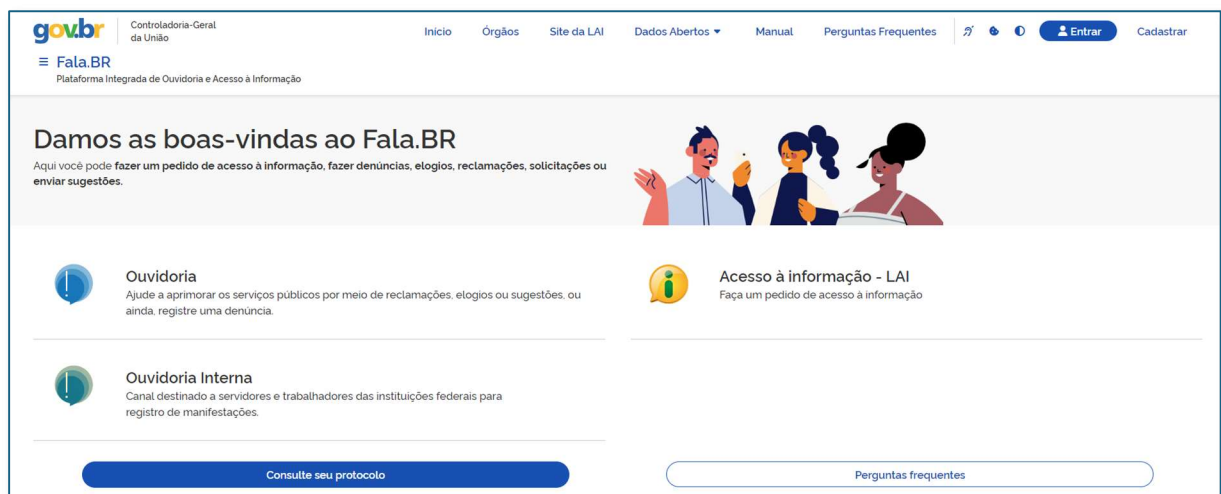 gov.br
Controladoria-Geral
da União
Início Órgãos Site da LAI Dados Abertos Manual Perguntas Frequentes Entrar Cadastrar
Fala.BR
Plataforma Integrada de Ouvidoria e Acesso à Informação
Damos as boas-vindas ao Fala.BR
Aqui você pode fazer um pedido de acesso à informação, fazer denúncias, elogios, reclamações, solicitações ou
enviar sugestões.
Ouvidoria
Ajude a aprimorar os serviços públicos por meio de reclamações, elogios ou sugestões, ou
ainda, registre uma denúncia.
Acesso à informação - LAI
Faça um pedido de acesso à informação
Ouvidoria Interna
Canal destinado a servidores e trabalhadores das instituições federais para
registro de manifestações.
Consulte seu protocolo
Perguntas frequentes